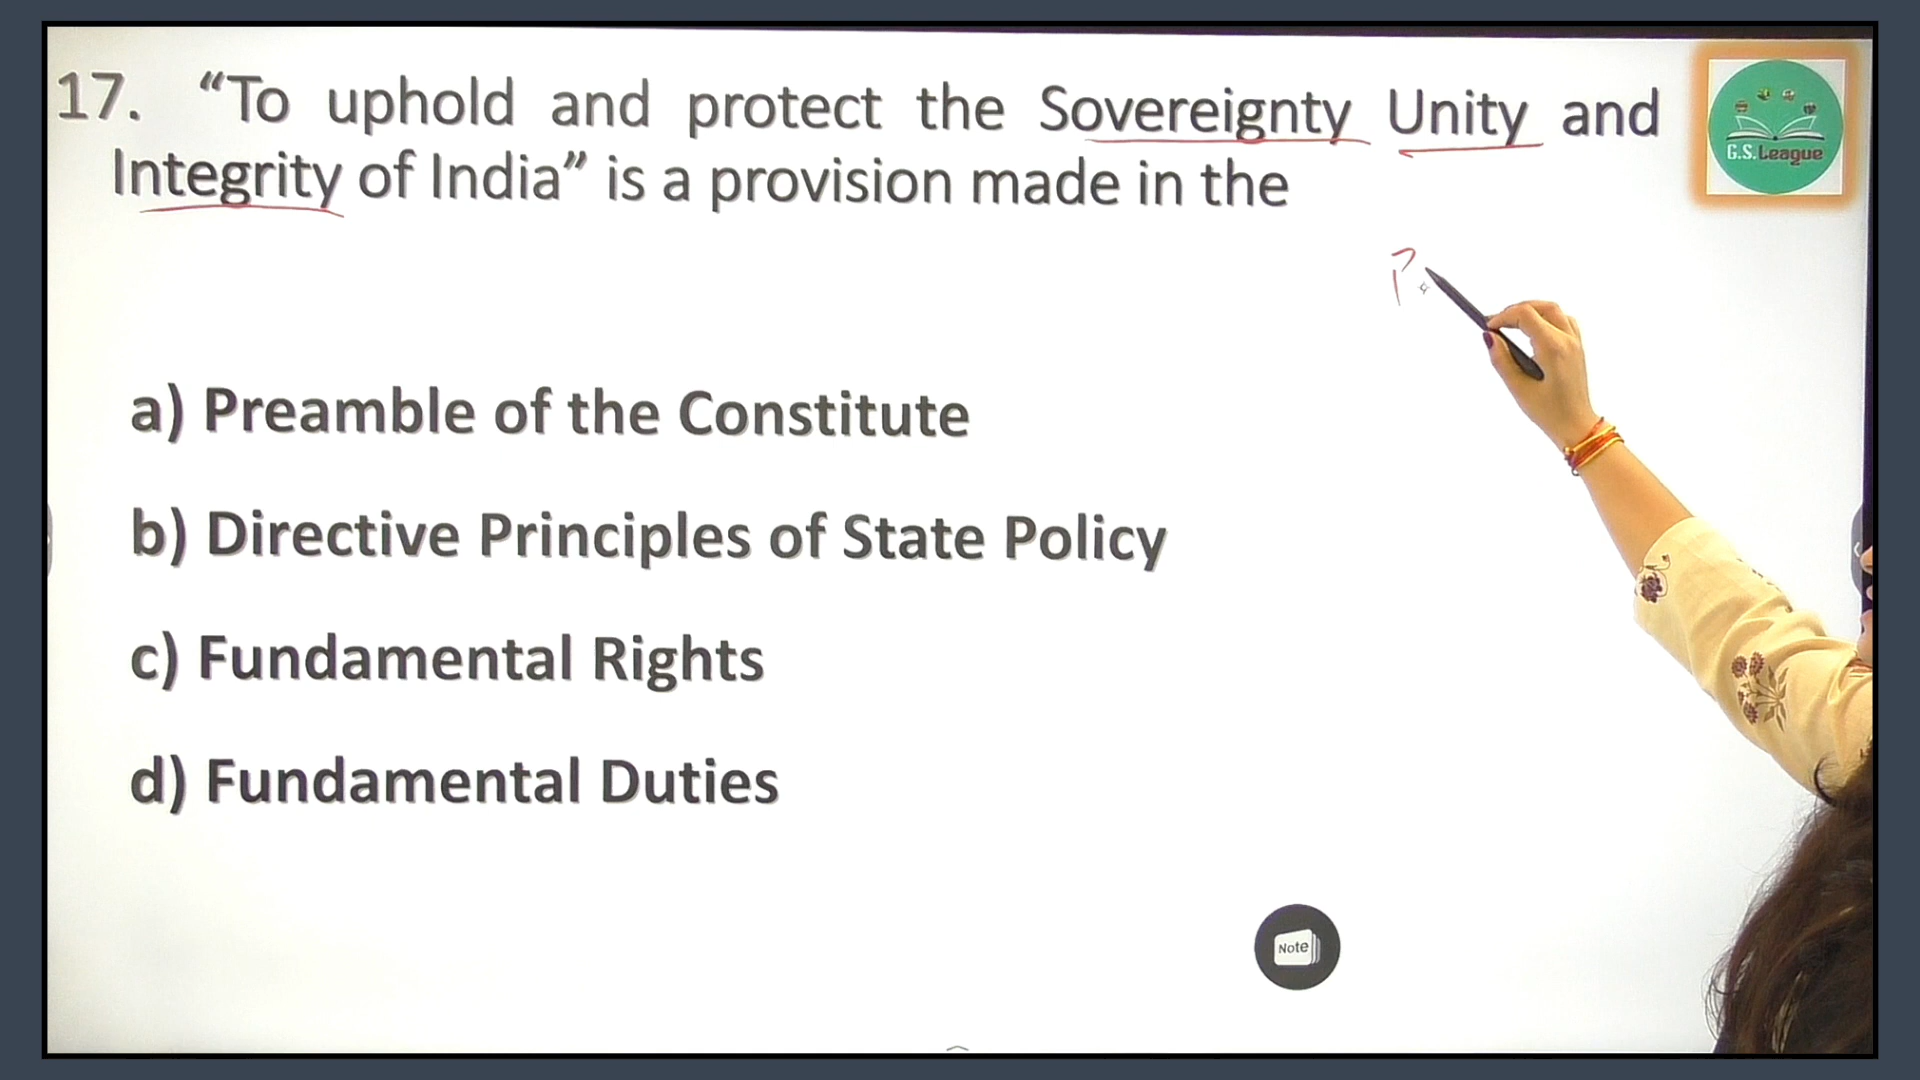 17. “To uphold and protect the Sovereignty Unity and
Integrity of India” is a provision made in the
G.S.League
P
a) Preamble of the Constitute
b) Directive Principles of State Policy
c) Fundamental Rights
d) Fundamental Duties
Note